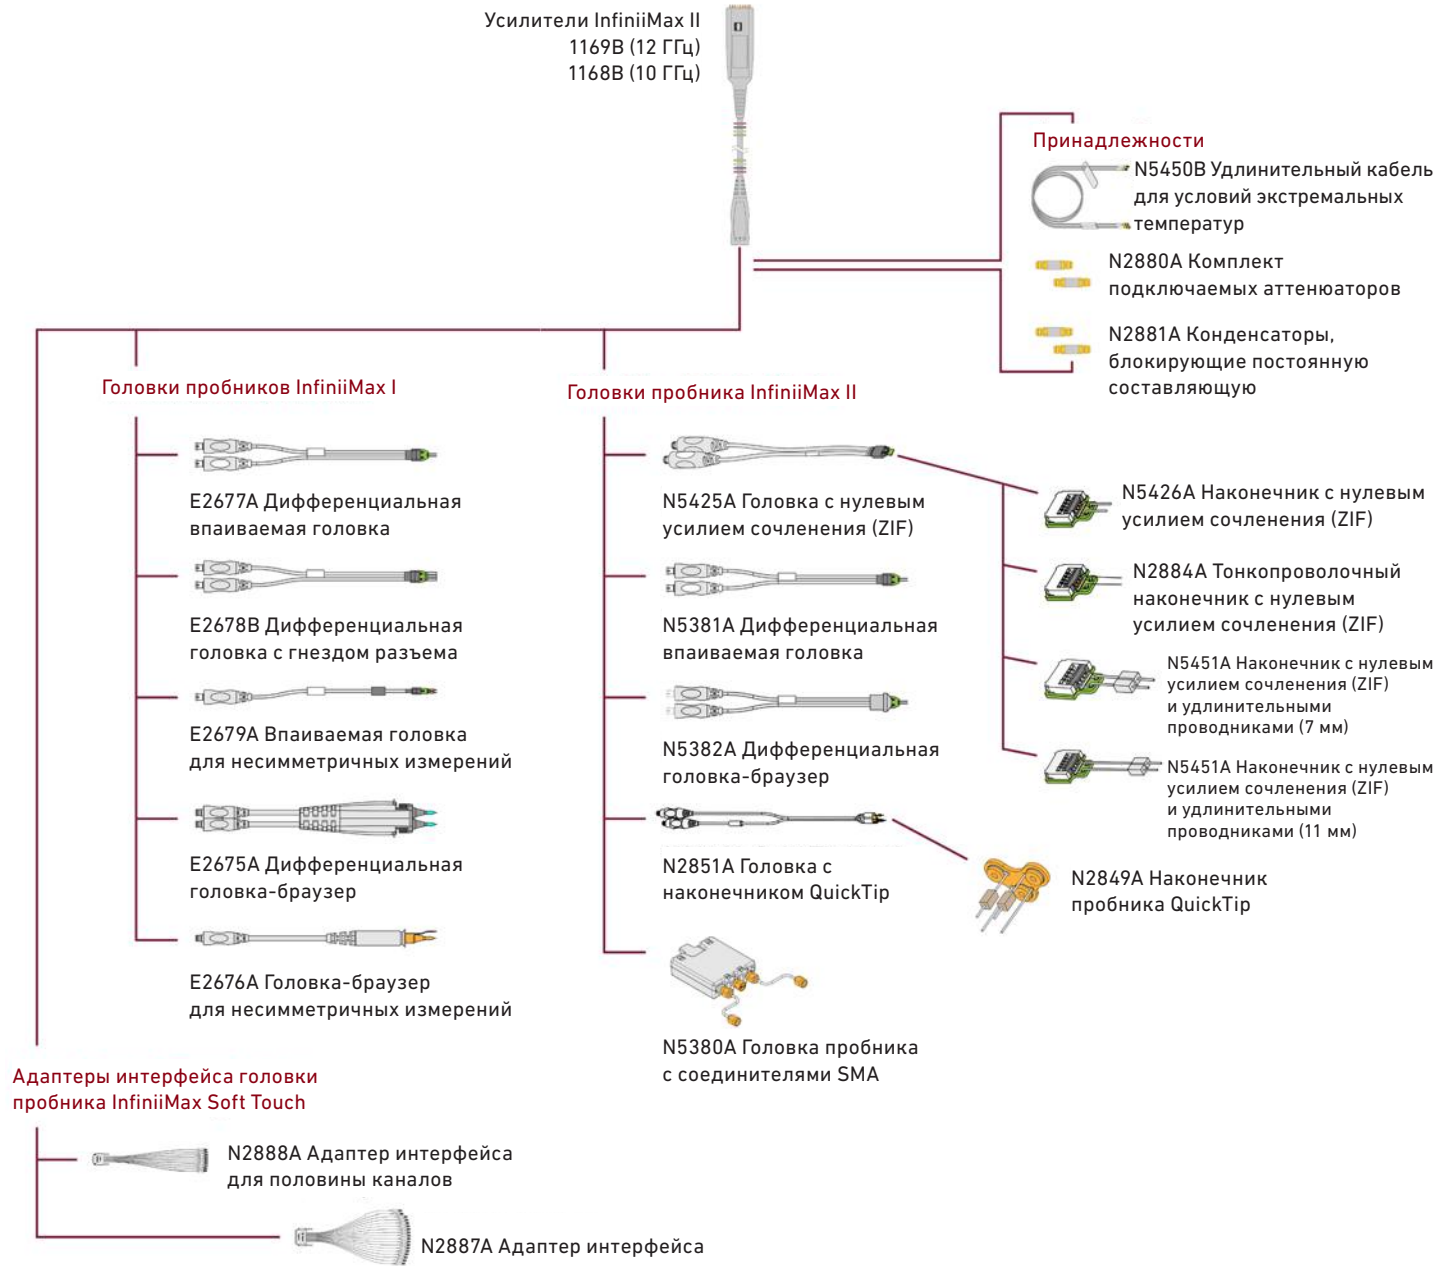 Усилители InfiniiMax II
1169B (12 ГГц)
1168B (10 ГГц)
Принадлежности
N5450B Удлинительный кабель
для условий экстремальных
температур
N2880A Комплект
подключаемых аттенюаторов
N2881A Конденсаторы,
блокирующие постоянную
составляющую
Головки пробников InfiniiMax I
E2677A Дифференциальная
впаиваемая головка
E2678B Дифференциальная
головка с гнездом разъема
E2679A Впаиваемая головка
для несимметричных измерений
E2675A Дифференциальная
головка-браузер
E2676A Головка-браузер
для несимметричных измерений
Головки пробника InfiniiMax II
N5425A Головка с нулевым
усилием сочленения (ZIF)
N5381A Дифференциальная
впаиваемая головка
N5382A Дифференциальная
головка-браузер
N2851A Головка с
наконечником QuickTip
N5380A Головка пробника
с соединителями SMA
N5426A Наконечник с нулевым
усилием сочленения (ZIF)
N2884A Тонкопроволочный
наконечник с нулевым
усилием сочленения (ZIF)
N5451A Наконечник с нулевым
усилием сочленения (ZIF)
и удлинительными
проводниками (7 мм)
N5451A Наконечник с нулевым
усилием сочленения (ZIF)
и удлинительными
проводниками (11 мм)
N2849A Наконечник
пробника QuickTip
Адаптеры интерфейса головки
пробника InfiniiMax Soft Touch
N2888A Адаптер интерфейса
для половины каналов
N2887A Адаптер интерфейса